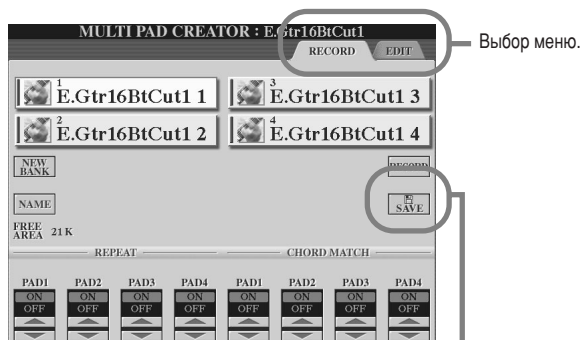 MULTI PAD CREATOR : E.Gtr16BtCut1
RECORD EDIT
Выбор меню.
1 E.Gtr16BtCut1 1
3 E.Gtr16BtCut1 3
2 E.Gtr16BtCut1 2
4 E.Gtr16BtCut1 4
NEW
BANK
RECORD
NAME
SAVE
FREE
AREA 21 K
REPEAT CHORD MATCH
PAD1 PAD2 PAD3 PAD4 PAD1 PAD2 PAD3 PAD4
ON ON ON ON ON ON ON ON
OFF OFF OFF OFF OFF OFF OFF OFF